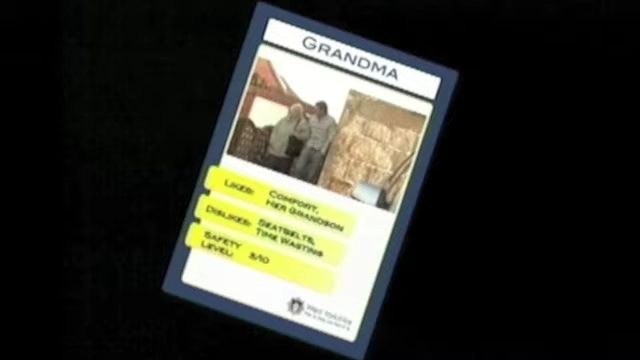 GRANDMA
LIKES: COMFORT,
HER GRANDSON
DISLIKES: SEATBELTS,
TIME WASTING
SAFETY
LEVEL: 3/10